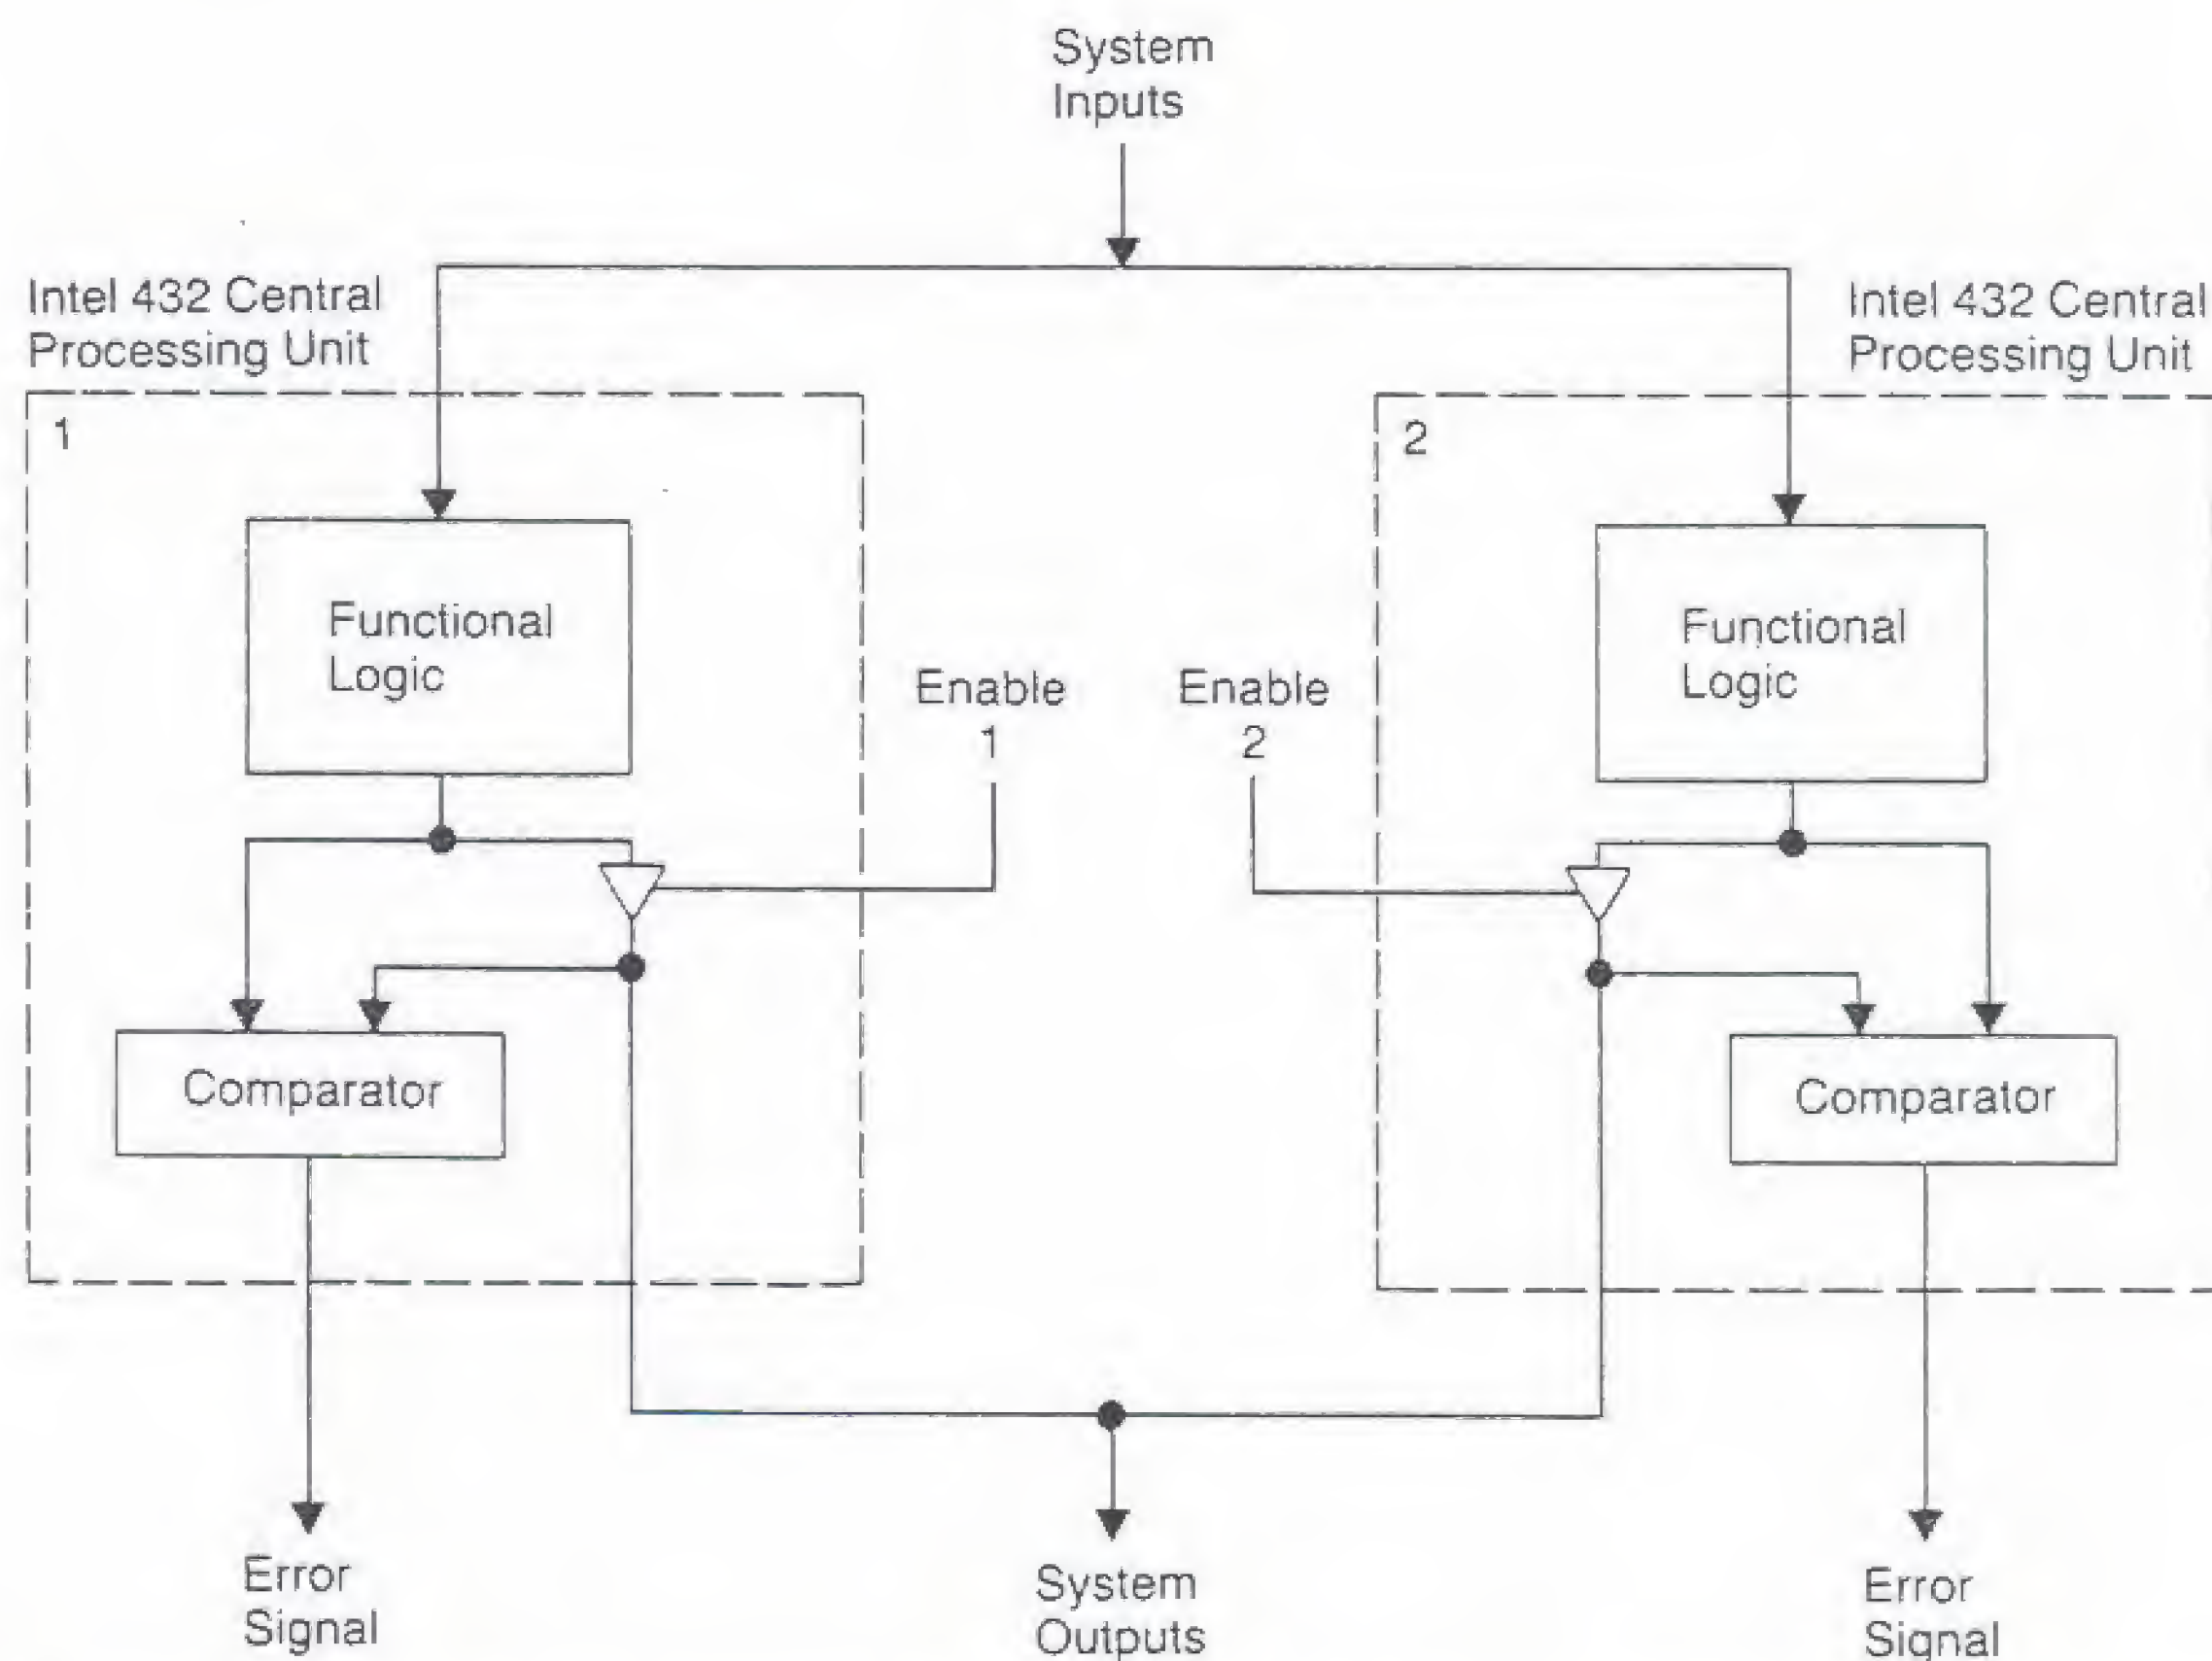 System
Inputs
Intel 432 Central
Processing Unit
Intel 432 Central
Processing Unit
1
2
Functional
Logic
Functional
Logic
Enable
1
Enable
2
Comparator
Comparator
Error
Signal
System
Outputs
Error
Signal